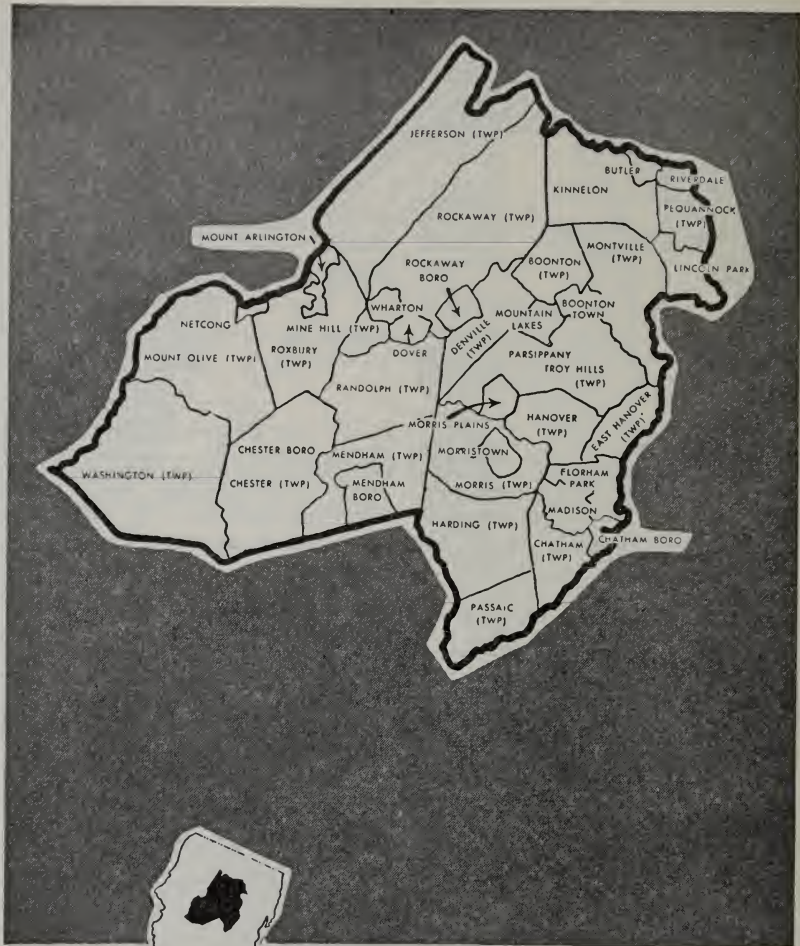 JEFFERSON (TWP)
BUTLER
RIVERDALE
KINNELON
PEQUANNOCK
(TWP)
ROCKAWAY (TWP)
MOUNT ARLINGTON
MONTVILLE
(TWP)
ROCKAWAY
BORO
BOONTON
(TWP)
LINCOLN PARK
WHARTON
BOONTON
TOWN
MOUNTAIN
LAKES
NETCONG
MINE HILL (TWP)
DENVILLE
(TWP)
MOUNT OLIVE (TWP)
ROXBURY
(TWP)
DOVER
PARSIPPANY
TROY HILLS
(TWP)
RANDOLPH (TWP)
MORRIS PLAINS
HANOVER
(TWP)
EAST HANOVER
(TWP)
CHESTER BORO
MENDHAM (TWP)
MORRISTOWN
WASHINGTON (TWP)
CHESTER (TWP)
MENDHAM
BORO
MORRIS (TWP)
FLORHAM
PARK
MADISON
HARDING (TWP)
CHATHAM
(TWP)
CHATHAM BORO
PASSAIC
(TWP)